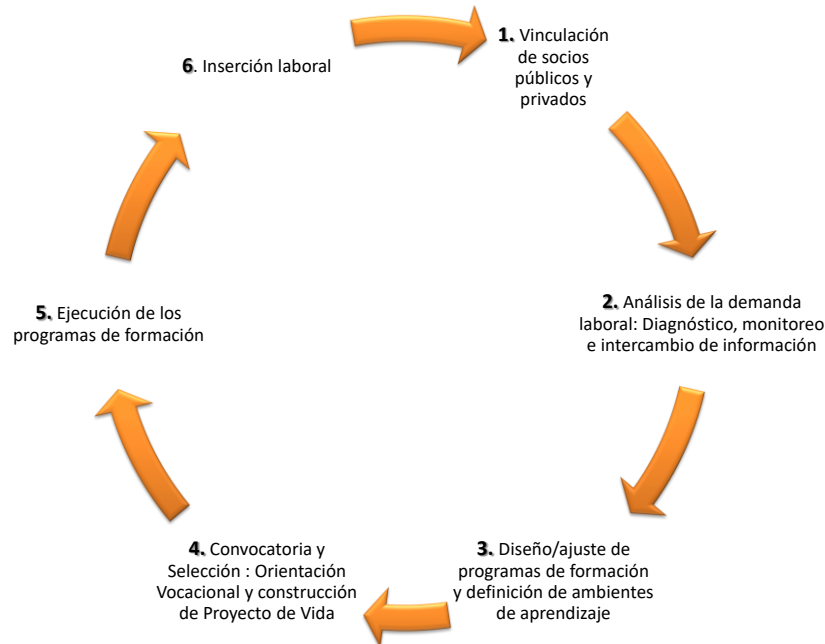 1. Vinculación
de socios
públicos y
privados
2. Análisis de la demanda
laboral: Diagnóstico, monitoreo
e intercambio de información
3. Diseño/ajuste de
programas de formación
y definición de ambientes
de aprendizaje
4. Convocatoria y
Selección : Orientación
Vocacional y construcción
de Proyecto de Vida
5. Ejecución de los
programas de formación
6. Inserción laboral